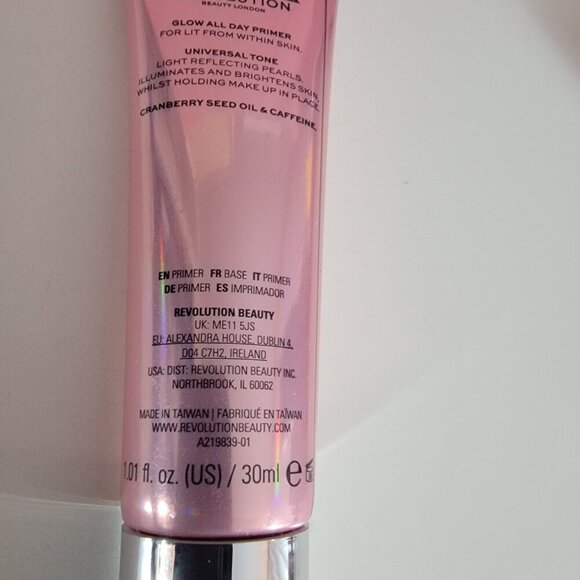 BEAUTY LONDON
GLOW ALL DAY PRIMER
FOR LIT FROM WITHIN SKIN.
UNIVERSAL TONE
LIGHT REFLECTING PEARLS.
ILLUMINATES AND BRIGHTENS SKIN,
WHILST HOLDING MAKE UP IN PLACE.
CRANBERRY SEED OIL & CAFFEINE.
EN PRIMER FR BASE IT PRIMER
DE PRIMER ES IMPRIMADOR
REVOLUTION BEAUTY
UK: ME11 5JS
EU: ALEXANDRA HOUSE, DUBLIN 4,
D04 C7H2, IRELAND
USA: DIST: REVOLUTION BEAUTY INC.
NORTHBROOK, IL 60062
MADE IN TAIWAN | FABRIQUÉ EN TAÏWAN
WWW.REVOLUTIONBEAUTY.COM
A219839-01
1.01 fl. oz. (US) / 30ml e